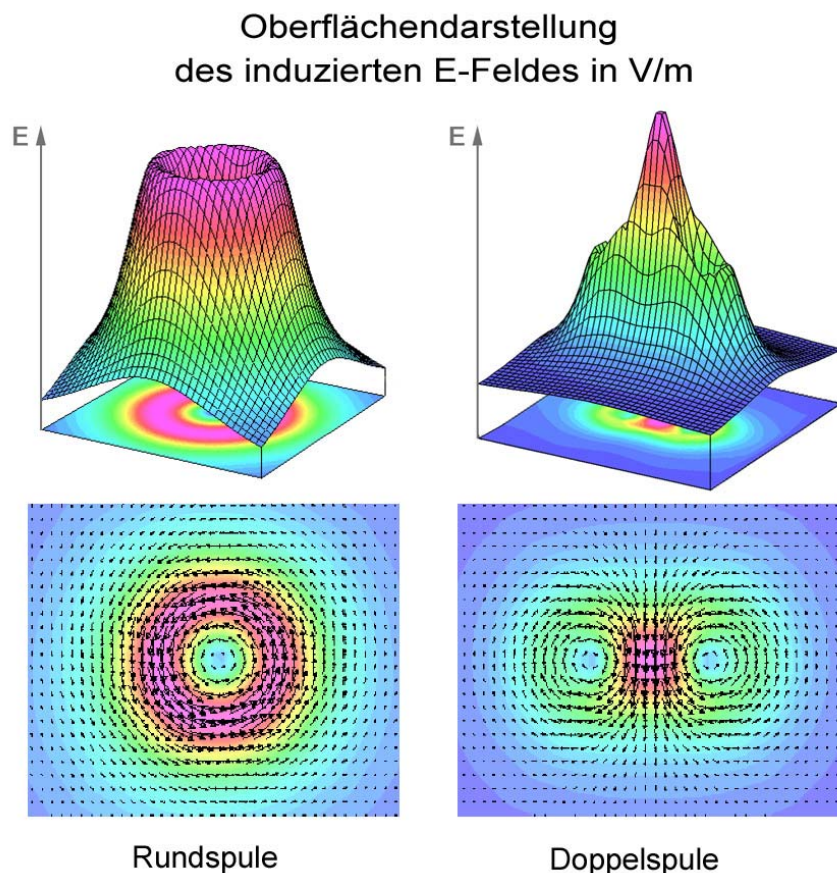 Oberflächendarstellung
des induzierten E-Feldes in V/m
E
E
Rundspule
Doppelspule